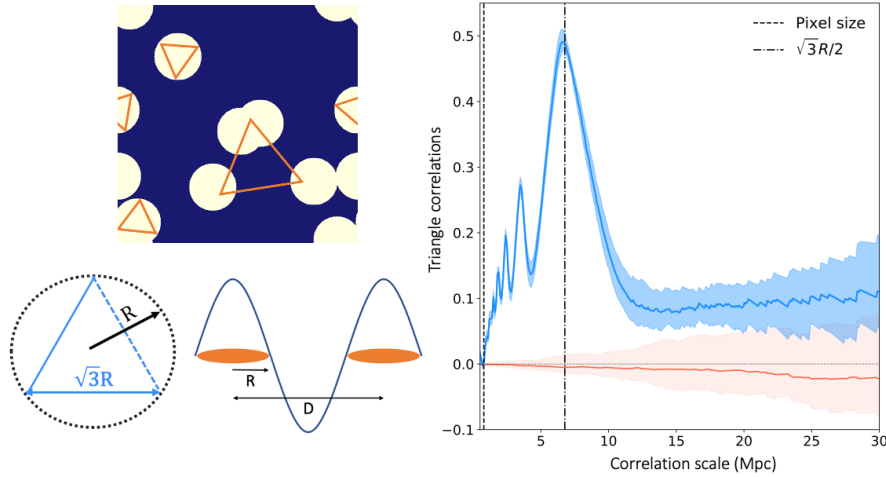 R
√3R
R
D
Pixel size
√3R/2
Triangle correlations
0.5
0.4
0.3
0.2
0.1
0.0
−0.1
5
10
15
20
25
30
Correlation scale (Mpc)